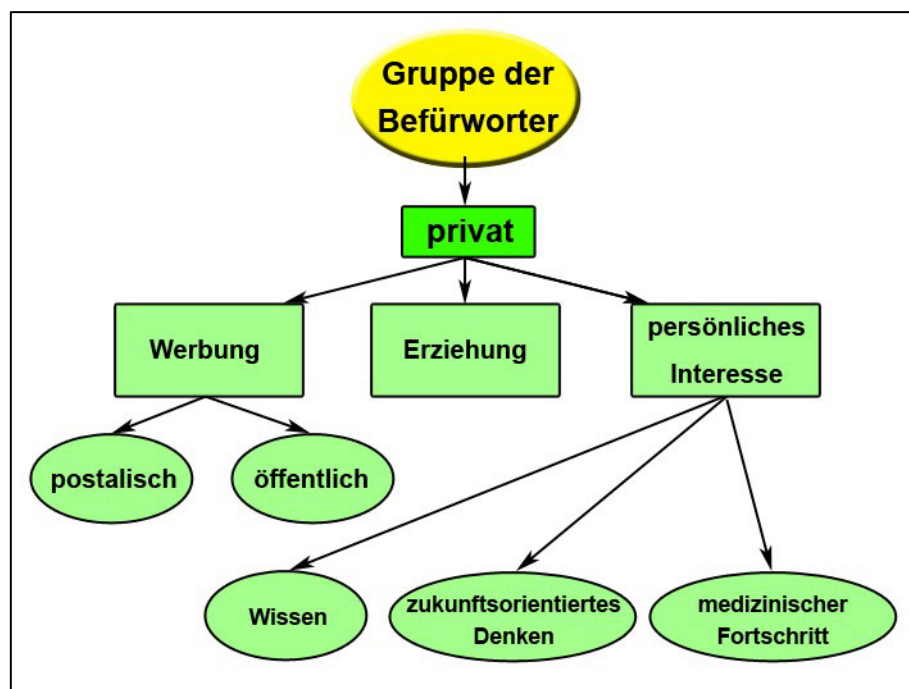 Gruppe der
Befürworter
privat
Werbung
Erziehung
persönliches
Interesse
postalisch
öffentlich
Wissen
zukunftsorientiertes
Denken
medizinischer
Fortschritt